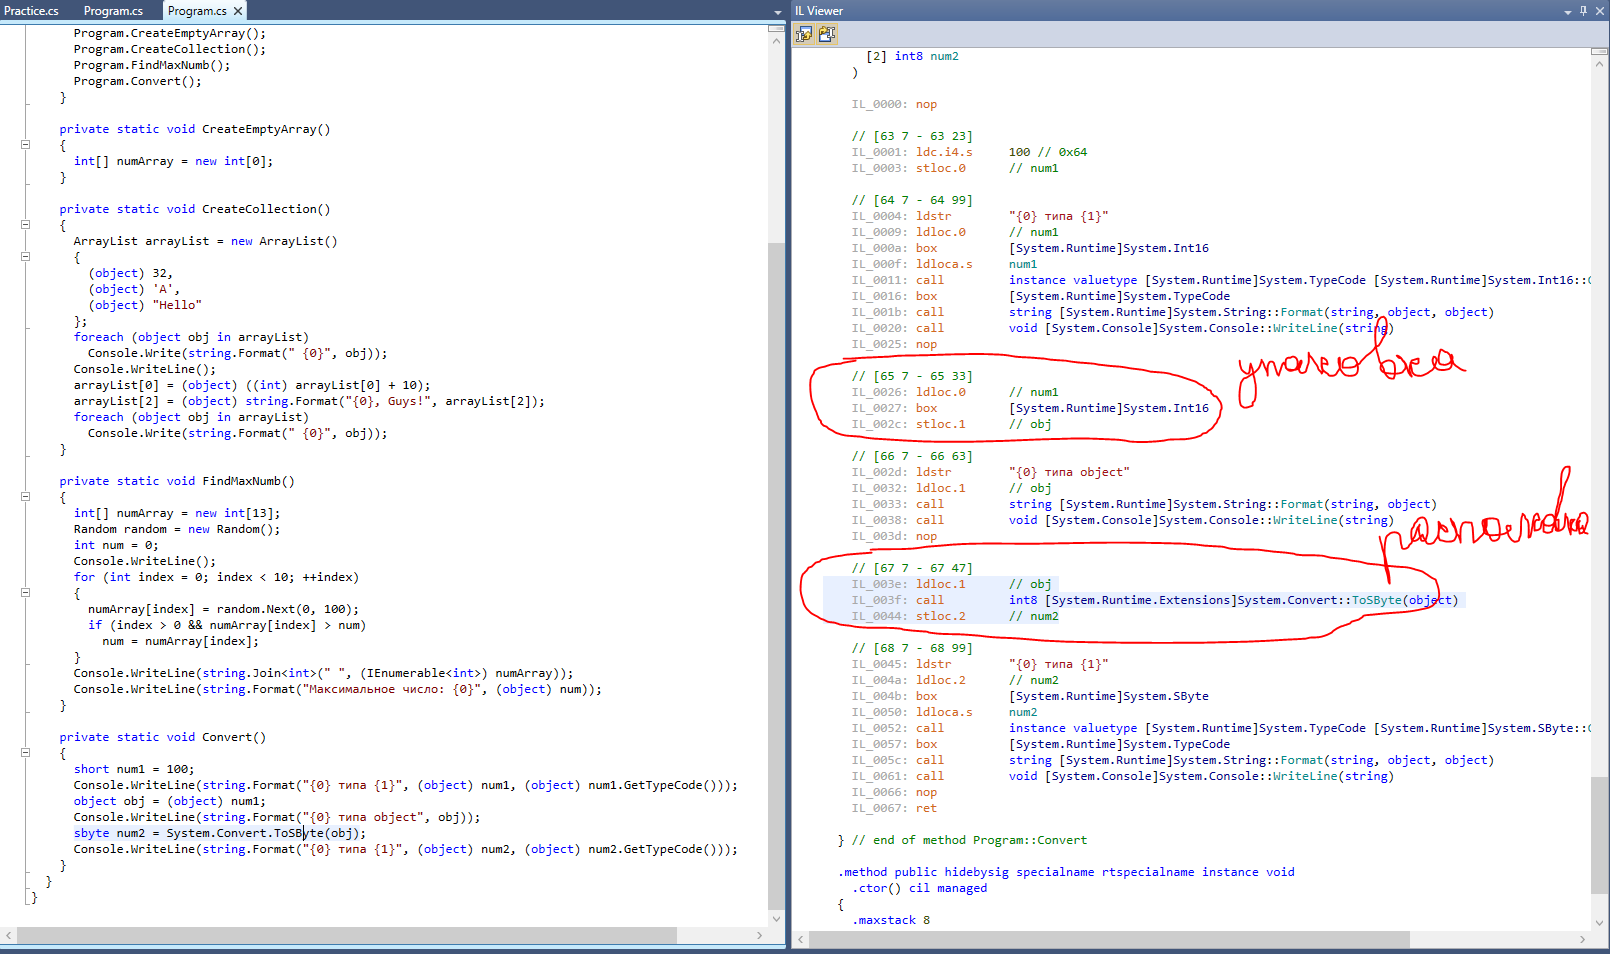 Practice.cs Program.cs Program.cs
Program.CreateEmptyArray();
Program.CreateCollection();
Program.FindMaxNumb();
Program.Convert();
}
private static void CreateEmptyArray()
{
int[] numArray = new int[0];
}
private static void CreateCollection()
{
ArrayList arrayList = new ArrayList()
{
(object) 32,
(object) 'A',
(object) "Hello"
};
foreach (object obj in arrayList)
Console.Write(string.Format(" {0}", obj));
Console.WriteLine();
arrayList[0] = (object) ((int) arrayList[0] + 10);
arrayList[2] = (object) string.Format("{0}, Guys!", arrayList[2]);
foreach (object obj in arrayList)
Console.Write(string.Format(" {0}", obj));
}
private static void FindMaxNumb()
{
int[] numArray = new int[13];
Random random = new Random();
int num = 0;
Console.WriteLine();
for (int index = 0; index < 10; ++index)
{
numArray[index] = random.Next(0, 100);
if (index > 0 && numArray[index] > num)
num = numArray[index];
}
Console.WriteLine(string.Join<int>(" ", (IEnumerable<int>) numArray));
Console.WriteLine(string.Format("Максимальное число: {0}", (object) num));
}
private static void Convert()
{
short num1 = 100;
Console.WriteLine(string.Format("{0} типа {1}", (object) num1, (object) num1.GetTypeCode()));
object obj = (object) num1;
Console.WriteLine(string.Format("{0} типа object", obj));
sbyte num2 = System.Convert.ToSByte(obj);
Console.WriteLine(string.Format("{0} типа {1}", (object) num2, (object) num2.GetTypeCode()));
}
}
}
IL Viewer
[2] int8 num2
)
IL_0000: nop
// [63 7 - 63 23]
IL_0001: ldc.i4.s 100 // 0x64
IL_0003: stloc.0 // num1
// [64 7 - 64 99]
IL_0004: ldstr "{0} типа {1}"
IL_0009: ldloc.0 // num1
IL_000a: box [System.Runtime]System.Int16
IL_000f: ldloca.s num1
IL_0011: call instance valuetype [System.Runtime]System.TypeCode [System.Runtime]System.Int16::
IL_0016: box [System.Runtime]System.TypeCode
IL_001b: call string [System.Runtime]System.String::Format(string, object, object)
IL_0020: call void [System.Console]System.Console::WriteLine(string)
IL_0025: nop
упаковка
// [65 7 - 65 33]
IL_0026: ldloc.0 // num1
IL_0027: box [System.Runtime]System.Int16
IL_002c: stloc.1 // obj
// [66 7 - 66 63]
IL_002d: ldstr "{0} типа object"
IL_0032: ldloc.1 // obj
IL_0033: call string [System.Runtime]System.String::Format(string, object)
IL_0038: call void [System.Console]System.Console::WriteLine(string)
IL_003d: nop
распаковка
// [67 7 - 67 47]
IL_003e: ldloc.1 // obj
IL_003f: call int8 [System.Runtime.Extensions]System.Convert::ToSByte(object)
IL_0044: stloc.2 // num2
// [68 7 - 68 99]
IL_0045: ldstr "{0} типа {1}"
IL_004a: ldloc.2 // num2
IL_004b: box [System.Runtime]System.SByte
IL_0050: ldloca.s num2
IL_0052: call instance valuetype [System.Runtime]System.TypeCode [System.Runtime]System.SByte::
IL_0057: box [System.Runtime]System.TypeCode
IL_005c: call string [System.Runtime]System.String::Format(string, object, object)
IL_0061: call void [System.Console]System.Console::WriteLine(string)
IL_0066: nop
IL_0067: ret
} // end of method Program::Convert
.method public hidebysig specialname rtspecialname instance void
.ctor() cil managed
{
.maxstack 8